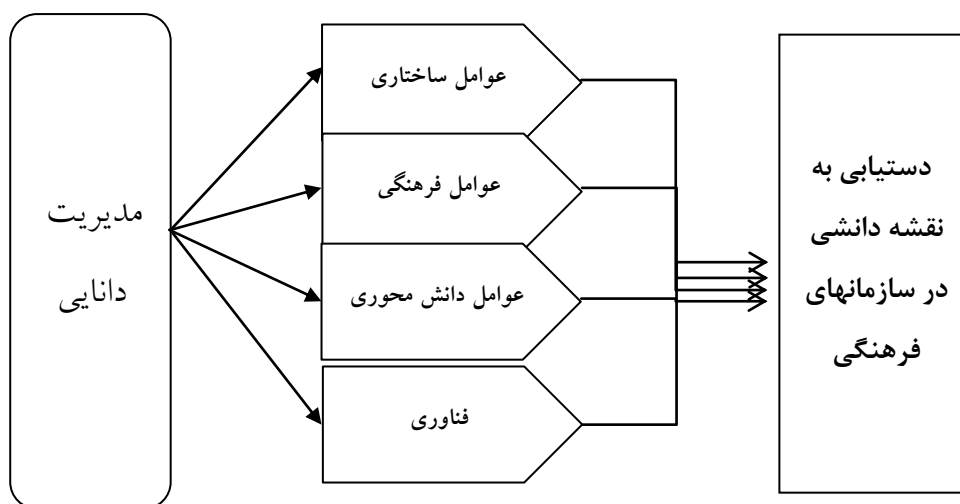 مدیریت
دانایی
عوامل ساختاری
عوامل فرهنگی
عوامل دانش محوری
فناوری
دستیابی به
نقشه دانشی
در سازمانهای
فرهنگی